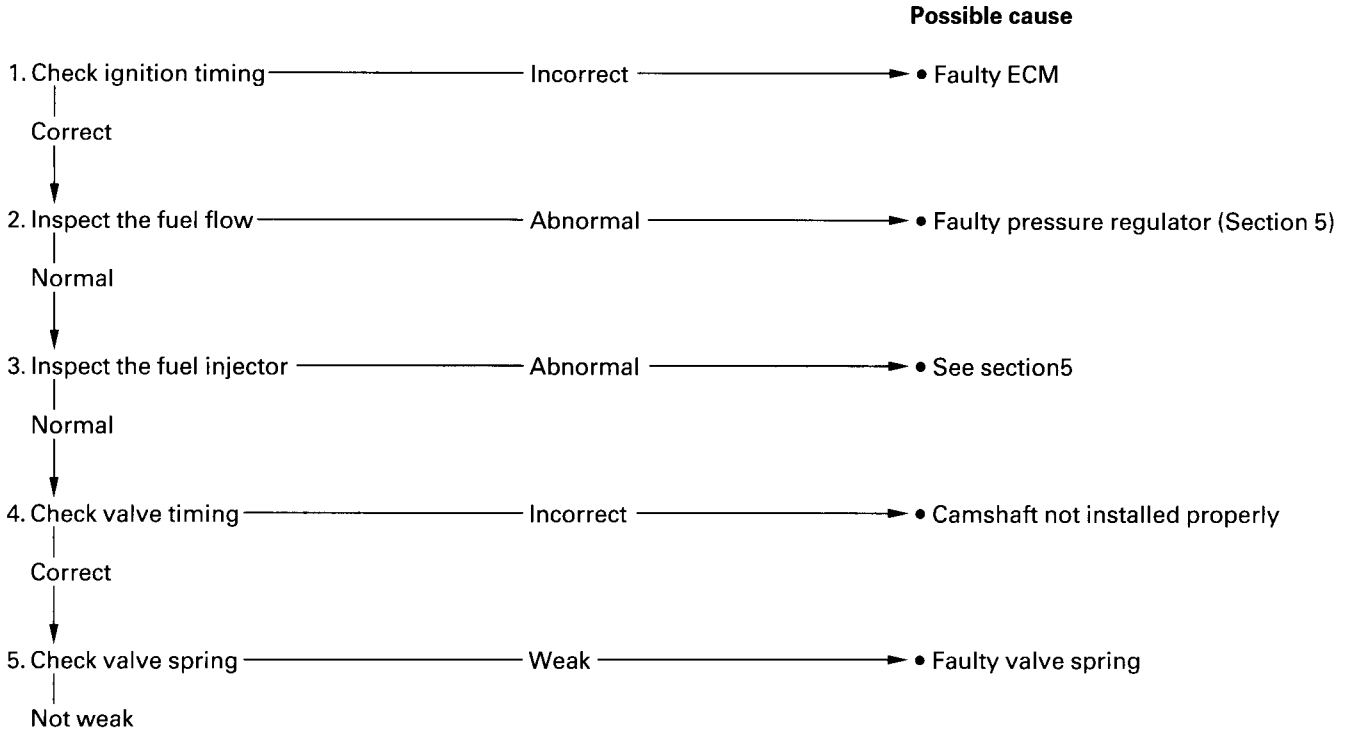 Possible cause
1. Check ignition timing Incorrect • Faulty ECM
Correct
2. Inspect the fuel flow Abnormal • Faulty pressure regulator (Section 5)
Normal
3. Inspect the fuel injector Abnormal • See section5
Normal
4. Check valve timing Incorrect • Camshaft not installed properly
Correct
5. Check valve spring Weak • Faulty valve spring
Not weak